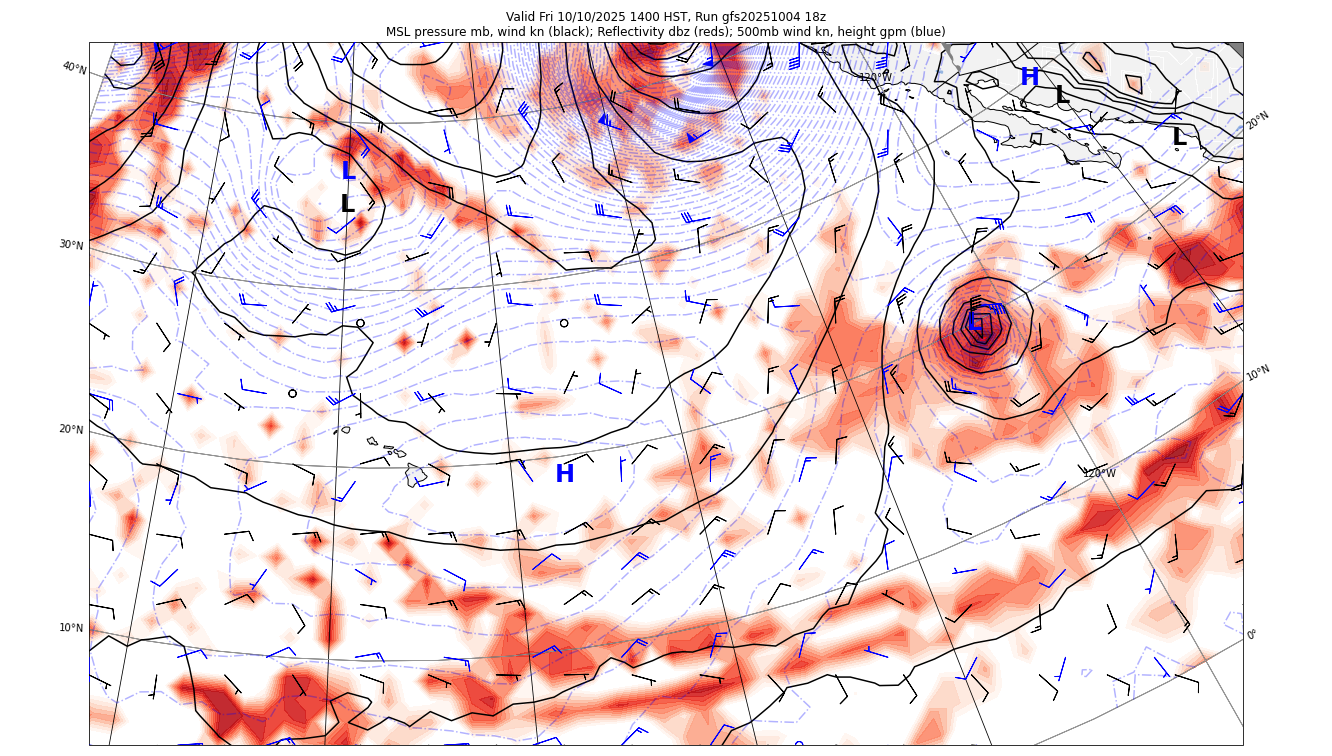 Valid Fri 10/10/2025 1400 HST, Run gfs20251004 18z
MSL pressure mb, wind kn (black); Reflectivity dbz (reds); 500mb wind kn, height gpm (blue)
40°N
120°W
H
L
20°N
L
L
L
30°N
L
10°N
20°N
H
120°W
10°N
0°